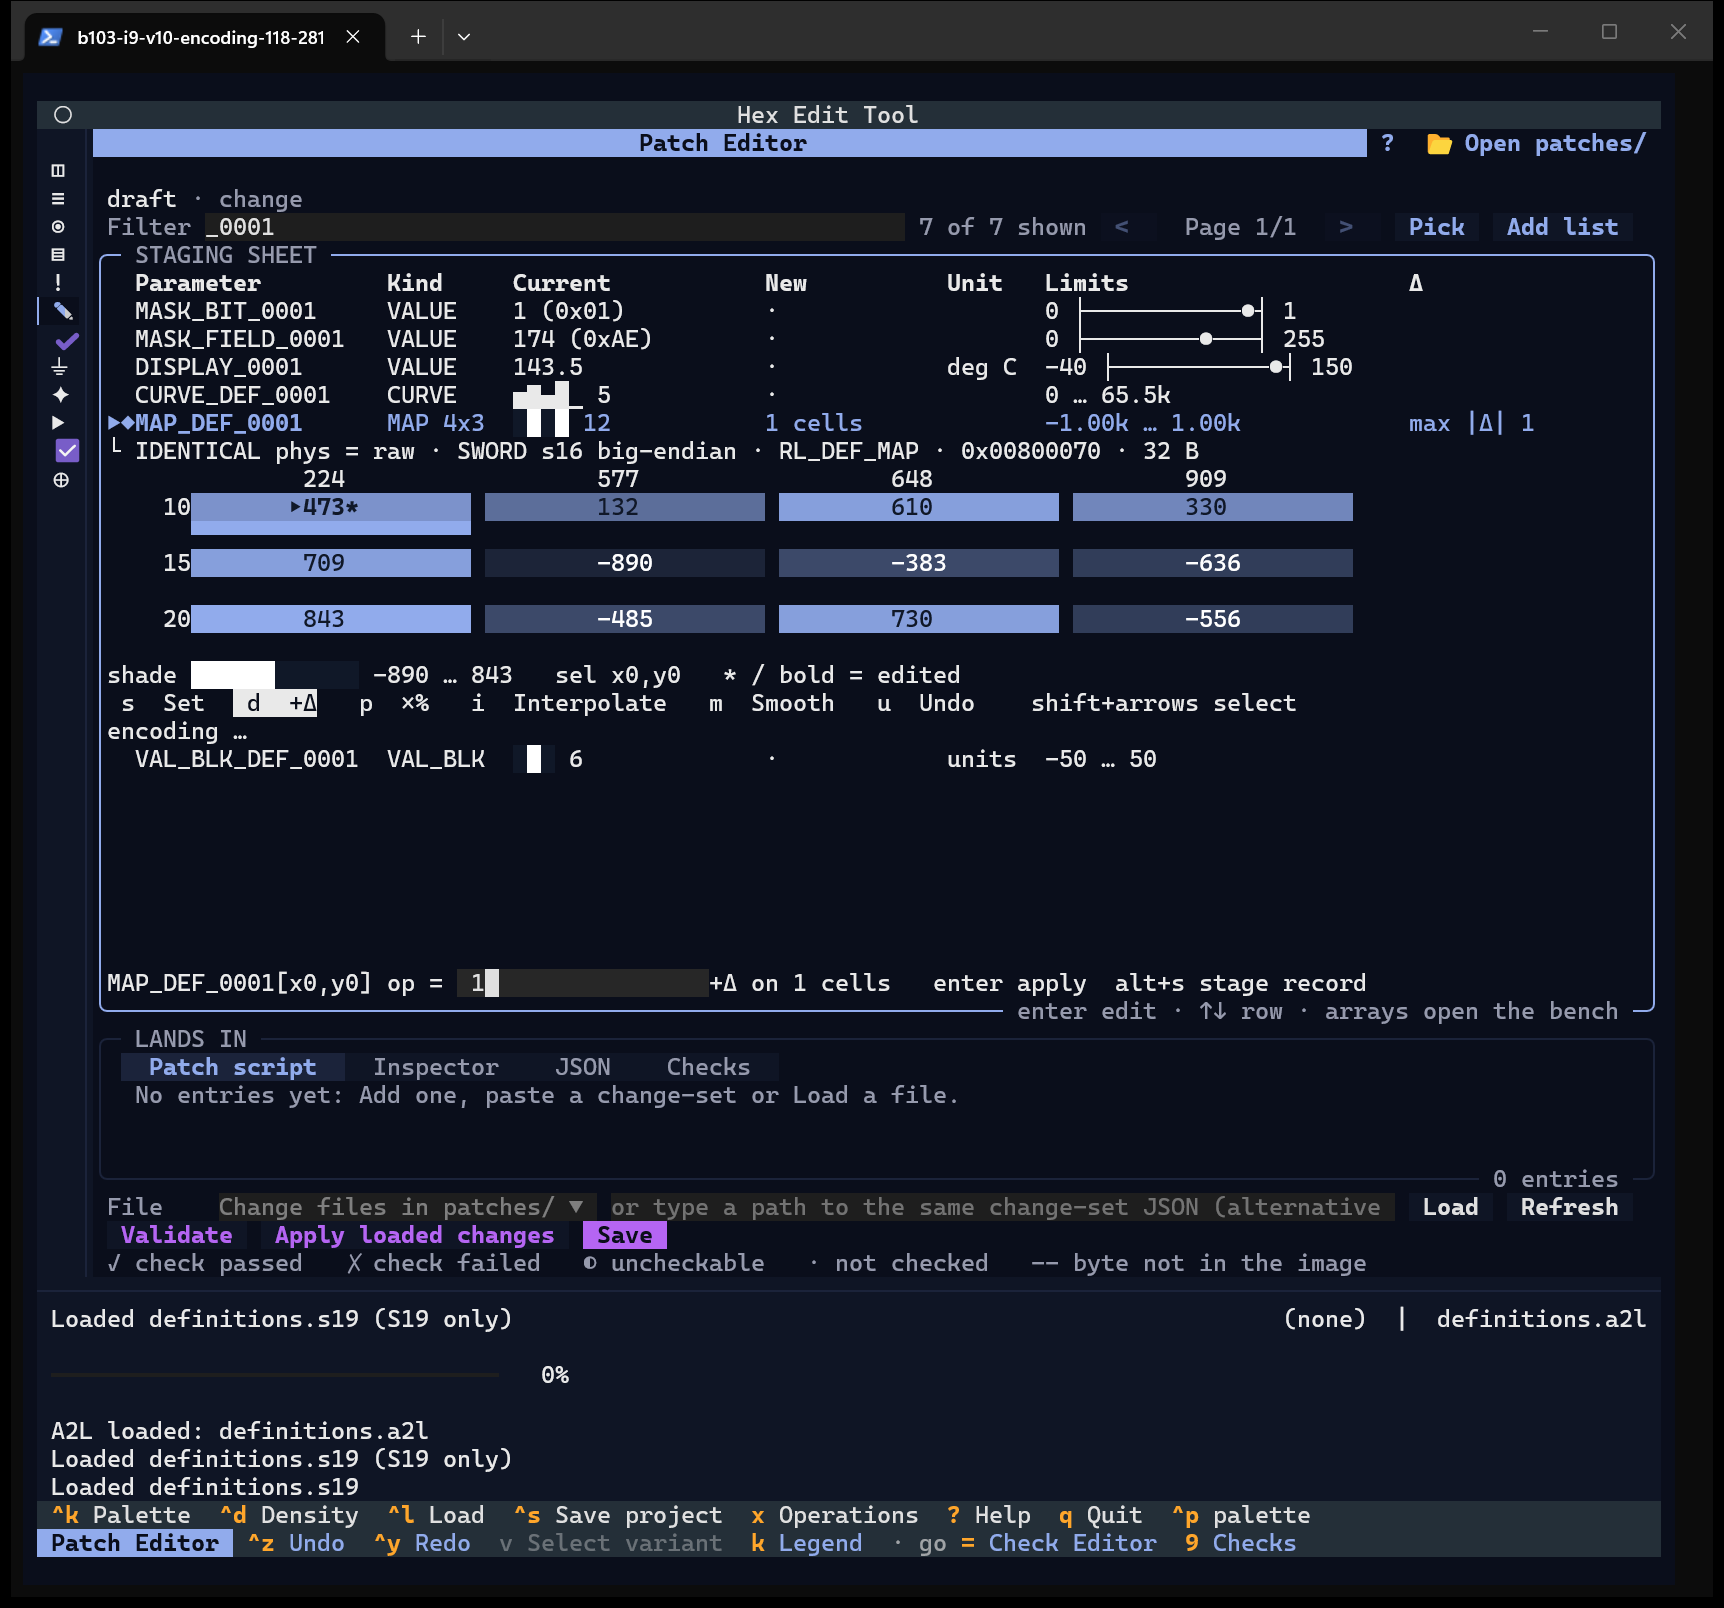 b103-i9-v10-encoding-118-281
Hex Edit Tool
Patch Editor ? Open patches/
draft · change
Filter _0001 7 of 7 shown < Page 1/1 > Pick Add list
STAGING SHEET
Parameter Kind Current New Unit Limits Δ
MASK_BIT_0001 VALUE 1 (0x01) · 0 1
MASK_FIELD_0001 VALUE 174 (0xAE) · 0 255
DISPLAY_0001 VALUE 143.5 · deg C −40 150
CURVE_DEF_0001 CURVE 5 · 0 … 65.5k
▶◆MAP_DEF_0001 MAP 4x3 12 1 cells −1.00k … 1.00k max |Δ| 1
└ IDENTICAL phys = raw · SWORD s16 big-endian · RL_DEF_MAP · 0x00800070 · 32 B
224 577 648 909
10 ▶473* 132 610 330
15 709 −890 −383 −636
20 843 −485 730 −556
shade −890 … 843 sel x0,y0 * / bold = edited
s Set d +Δ p ×% i Interpolate m Smooth u Undo shift+arrows select
encoding …
VAL_BLK_DEF_0001 VAL_BLK 6 · units −50 … 50
MAP_DEF_0001[x0,y0] op = 1 +Δ on 1 cells enter apply alt+s stage record
enter edit · ↑↓ row · arrays open the bench
LANDS IN
Patch script Inspector JSON Checks
No entries yet: Add one, paste a change-set or Load a file.
0 entries
File Change files in patches/ ▼ or type a path to the same change-set JSON (alternative Load Refresh
Validate Apply loaded changes Save
√ check passed ╳ check failed ◐ uncheckable · not checked -- byte not in the image
Loaded definitions.s19 (S19 only) (none) | definitions.a2l
0%
A2L loaded: definitions.a2l
Loaded definitions.s19 (S19 only)
Loaded definitions.s19
^k Palette ^d Density ^l Load ^s Save project x Operations ? Help q Quit ^p palette
Patch Editor ^z Undo ^y Redo v Select variant k Legend · go = Check Editor 9 Checks